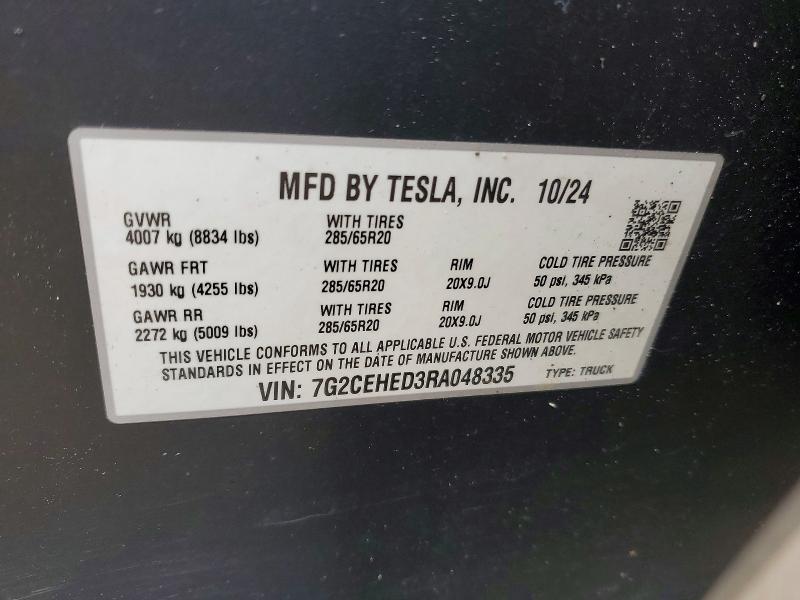 MFD BY TESLA, INC. 10/24
GVWR WITH TIRES
4007 kg (8834 lbs) 285/65R20
GAWR FRT WITH TIRES RIM COLD TIRE PRESSURE
1930 kg (4255 lbs) 285/65R20 20X9.0J 50 psi, 345 kPa
GAWR RR WITH TIRES RIM COLD TIRE PRESSURE
2272 kg (5009 lbs) 285/65R20 20X9.0J 50 psi, 345 kPa
THIS VEHICLE CONFORMS TO ALL APPLICABLE U.S. FEDERAL MOTOR VEHICLE SAFETY
STANDARDS IN EFFECT ON THE DATE OF MANUFACTURE SHOWN ABOVE.
VIN: 7G2CEHED3RA048335 TYPE: TRUCK